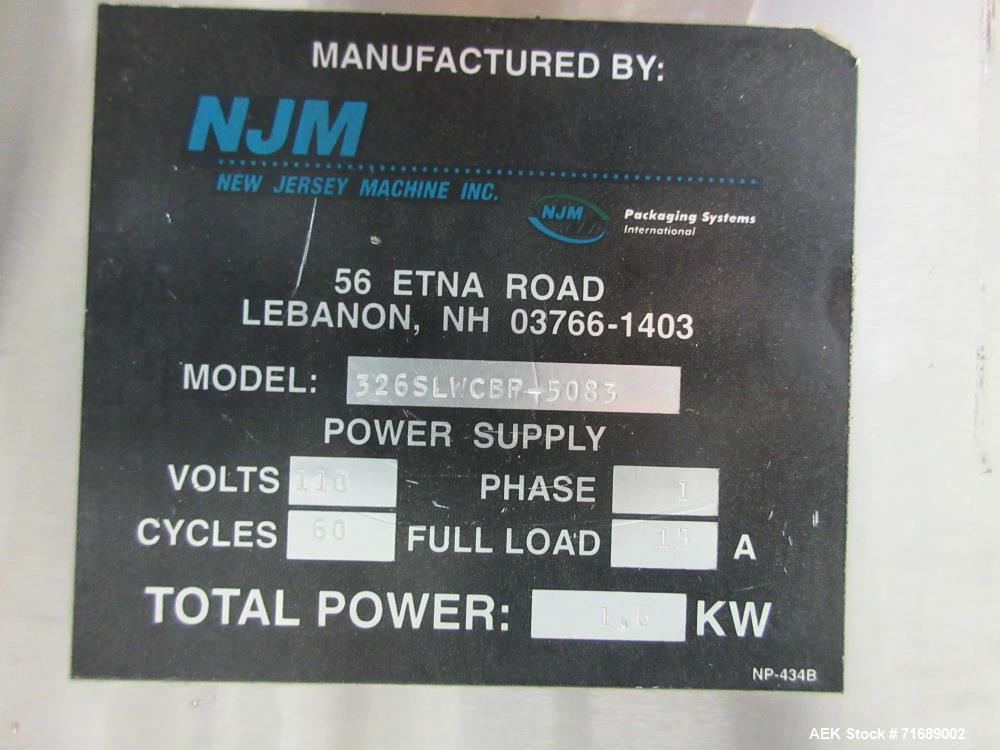 MANUFACTURED BY:
NJM
NEW JERSEY MACHINE INC.
NJM Packaging Systems
International
56 ETNA ROAD
LEBANON, NH 03766-1403
MODEL: 326SLWCBP-5083
POWER SUPPLY
VOLTS 110 PHASE 1
CYCLES 60 FULL LOAD 15 A
TOTAL POWER: 1.6 KW
NP-434B
AEK Stock # 71689002